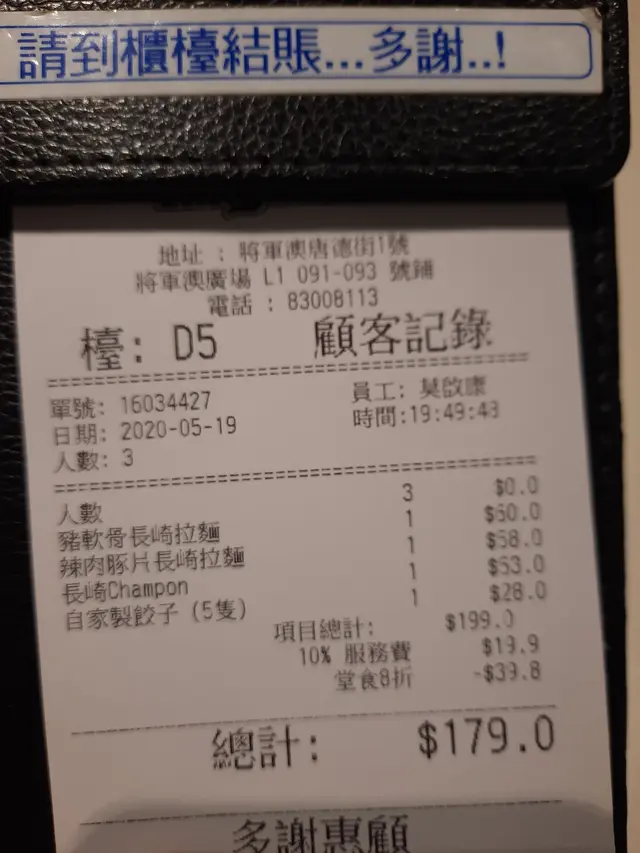 請到櫃檯結賬...多謝..!
地址 : 將軍澳唐德街1號
將軍澳廣場 L1 091-093 號鋪
電話 : 83008113
檯: D5 顧客記錄
單號: 16034427 員工: 莫啟康
日期: 2020-05-19 時間:19:49:43
人數: 3
人數 3 $0.0
豬軟骨長崎拉麵 1 $60.0
辣肉豚片長崎拉麵 1 $58.0
長崎Champon 1 $53.0
自家製餃子 (5隻) 1 $28.0
項目總計: $199.0
10% 服務費 $19.9
堂食8折 -$39.8
總計: $179.0
多謝惠顧